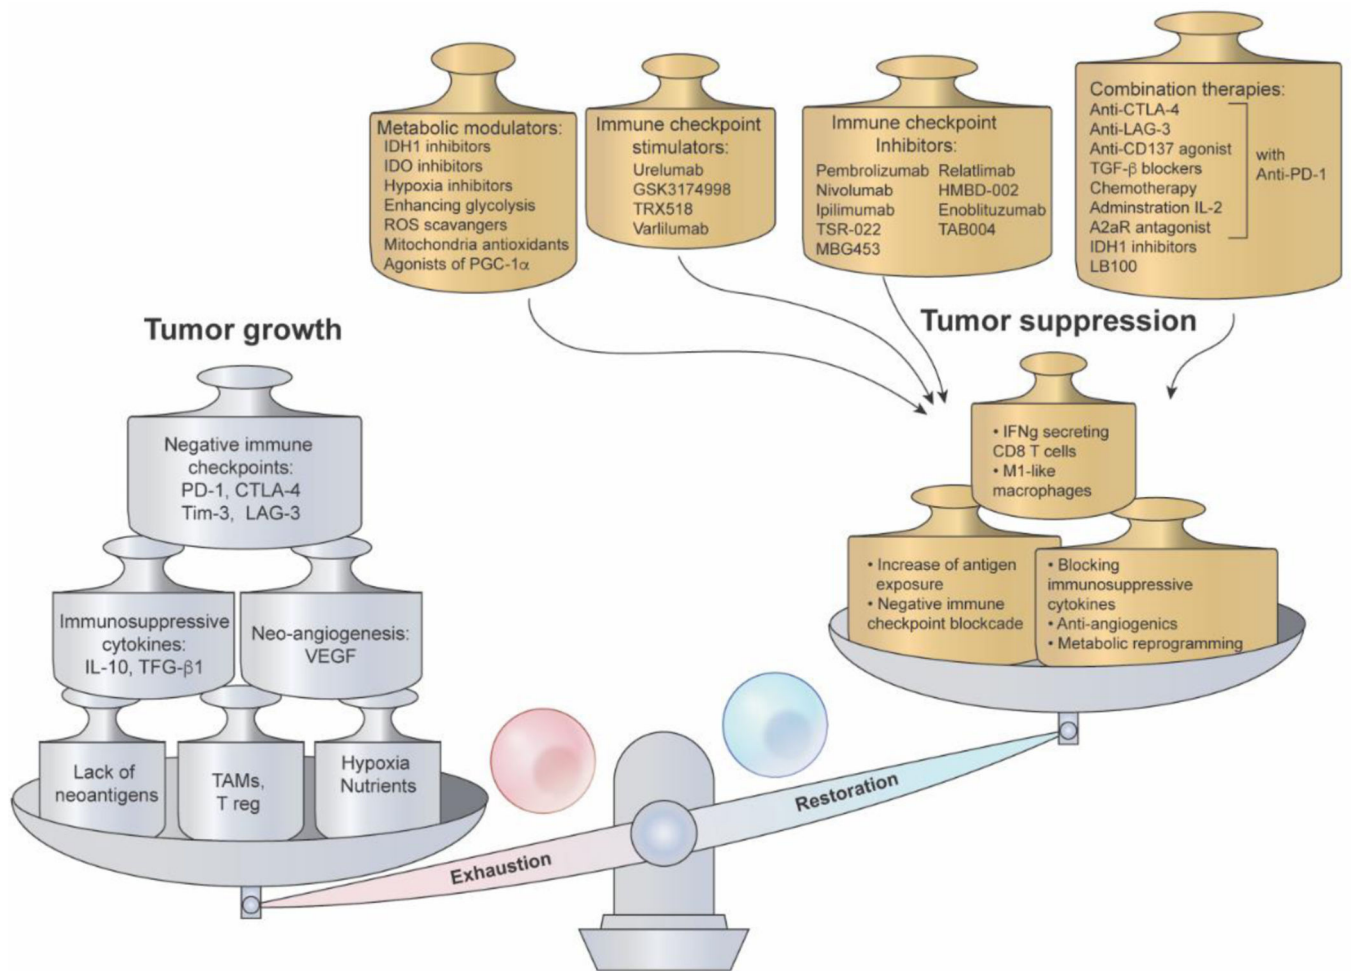 Metabolic modulators:
IDH1 inhibitors
IDO inhibitors
Hypoxia inhibitors
Enhancing glycolysis
ROS scavangers
Mitochondria antioxidants
Agonists of PGC-1α
Immune checkpoint
stimulators:
Urelumab
GSK3174998
TRX518
Varlilumab
Immune checkpoint
Inhibitors:
Pembrolizumab Relatlimab
Nivolumab HMBD-002
Ipilimumab Enoblituzumab
TSR-022 TAB004
MBG453
Combination therapies:
Anti-CTLA-4
Anti-LAG-3
Anti-CD137 agonist
TGF-β blockers
Chemotherapy
Adminstration IL-2
A2aR antagonist
IDH1 inhibitors
LB100
with
Anti-PD-1
Tumor growth
Tumor suppression
Negative immune
checkpoints:
PD-1, CTLA-4
Tim-3, LAG-3
Immunosuppressive
cytokines:
IL-10, TFG-β1
Neo-angiogenesis:
VEGF
Lack of
neoantigens
TAMs,
T reg
Hypoxia
Nutrients
• IFNg secreting
CD8 T cells
• M1-like
macrophages
• Increase of antigen
exposure
• Negative immune
checkpoint blockcade
• Blocking
immunosuppressive
cytokines
• Anti-angiogenics
• Metabolic reprogramming
Exhaustion
Restoration